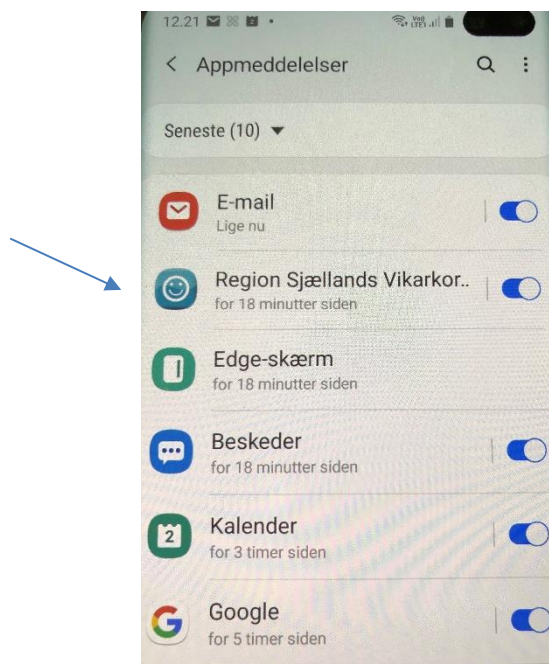 12.21
Appmeddelelser
Seneste (10)
E-mail
Lige nu
Region Sjællands Vikarkor..
for 18 minutter siden
Edge-skærm
for 18 minutter siden
Beskeder
for 18 minutter siden
2
Kalender
for 3 timer siden
G
Google
for 5 timer siden